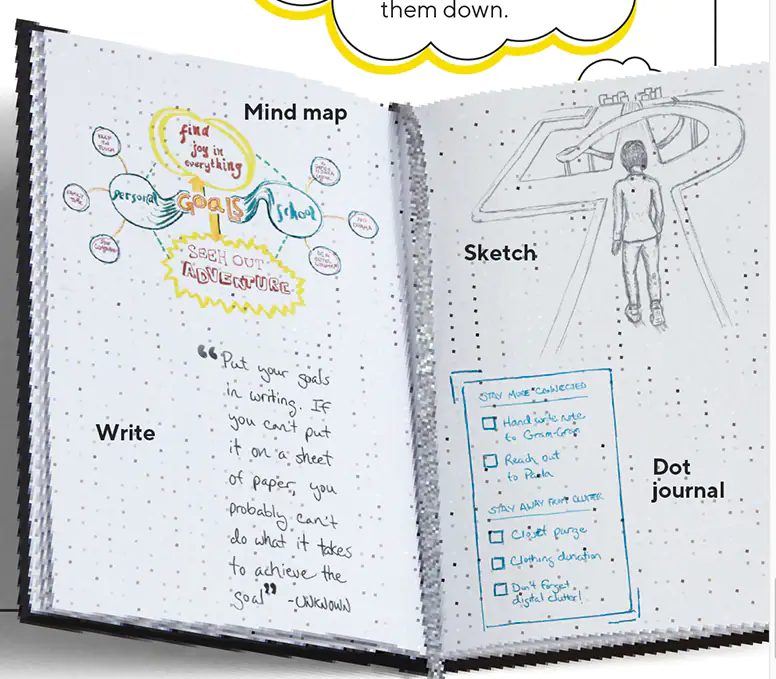 them down.
Mind map
find
joy in
everything
personal
GOALS
school
SEEK OUT
ADVENTURE
Sketch
"Put your goals
in writing. If
you can't put
it on a sheet
of paper, you
probably can't
do what it takes
to achieve the
goal" -UNKNOWN
Write
STAY MORE CONNECTED
Handwrite note
to Gram-Gram
Reach out
to Paola
STAY AWAY FROM CLUTTER
Closet purge
Clothing donation
Don't forget
digital clutter!
Dot
journal